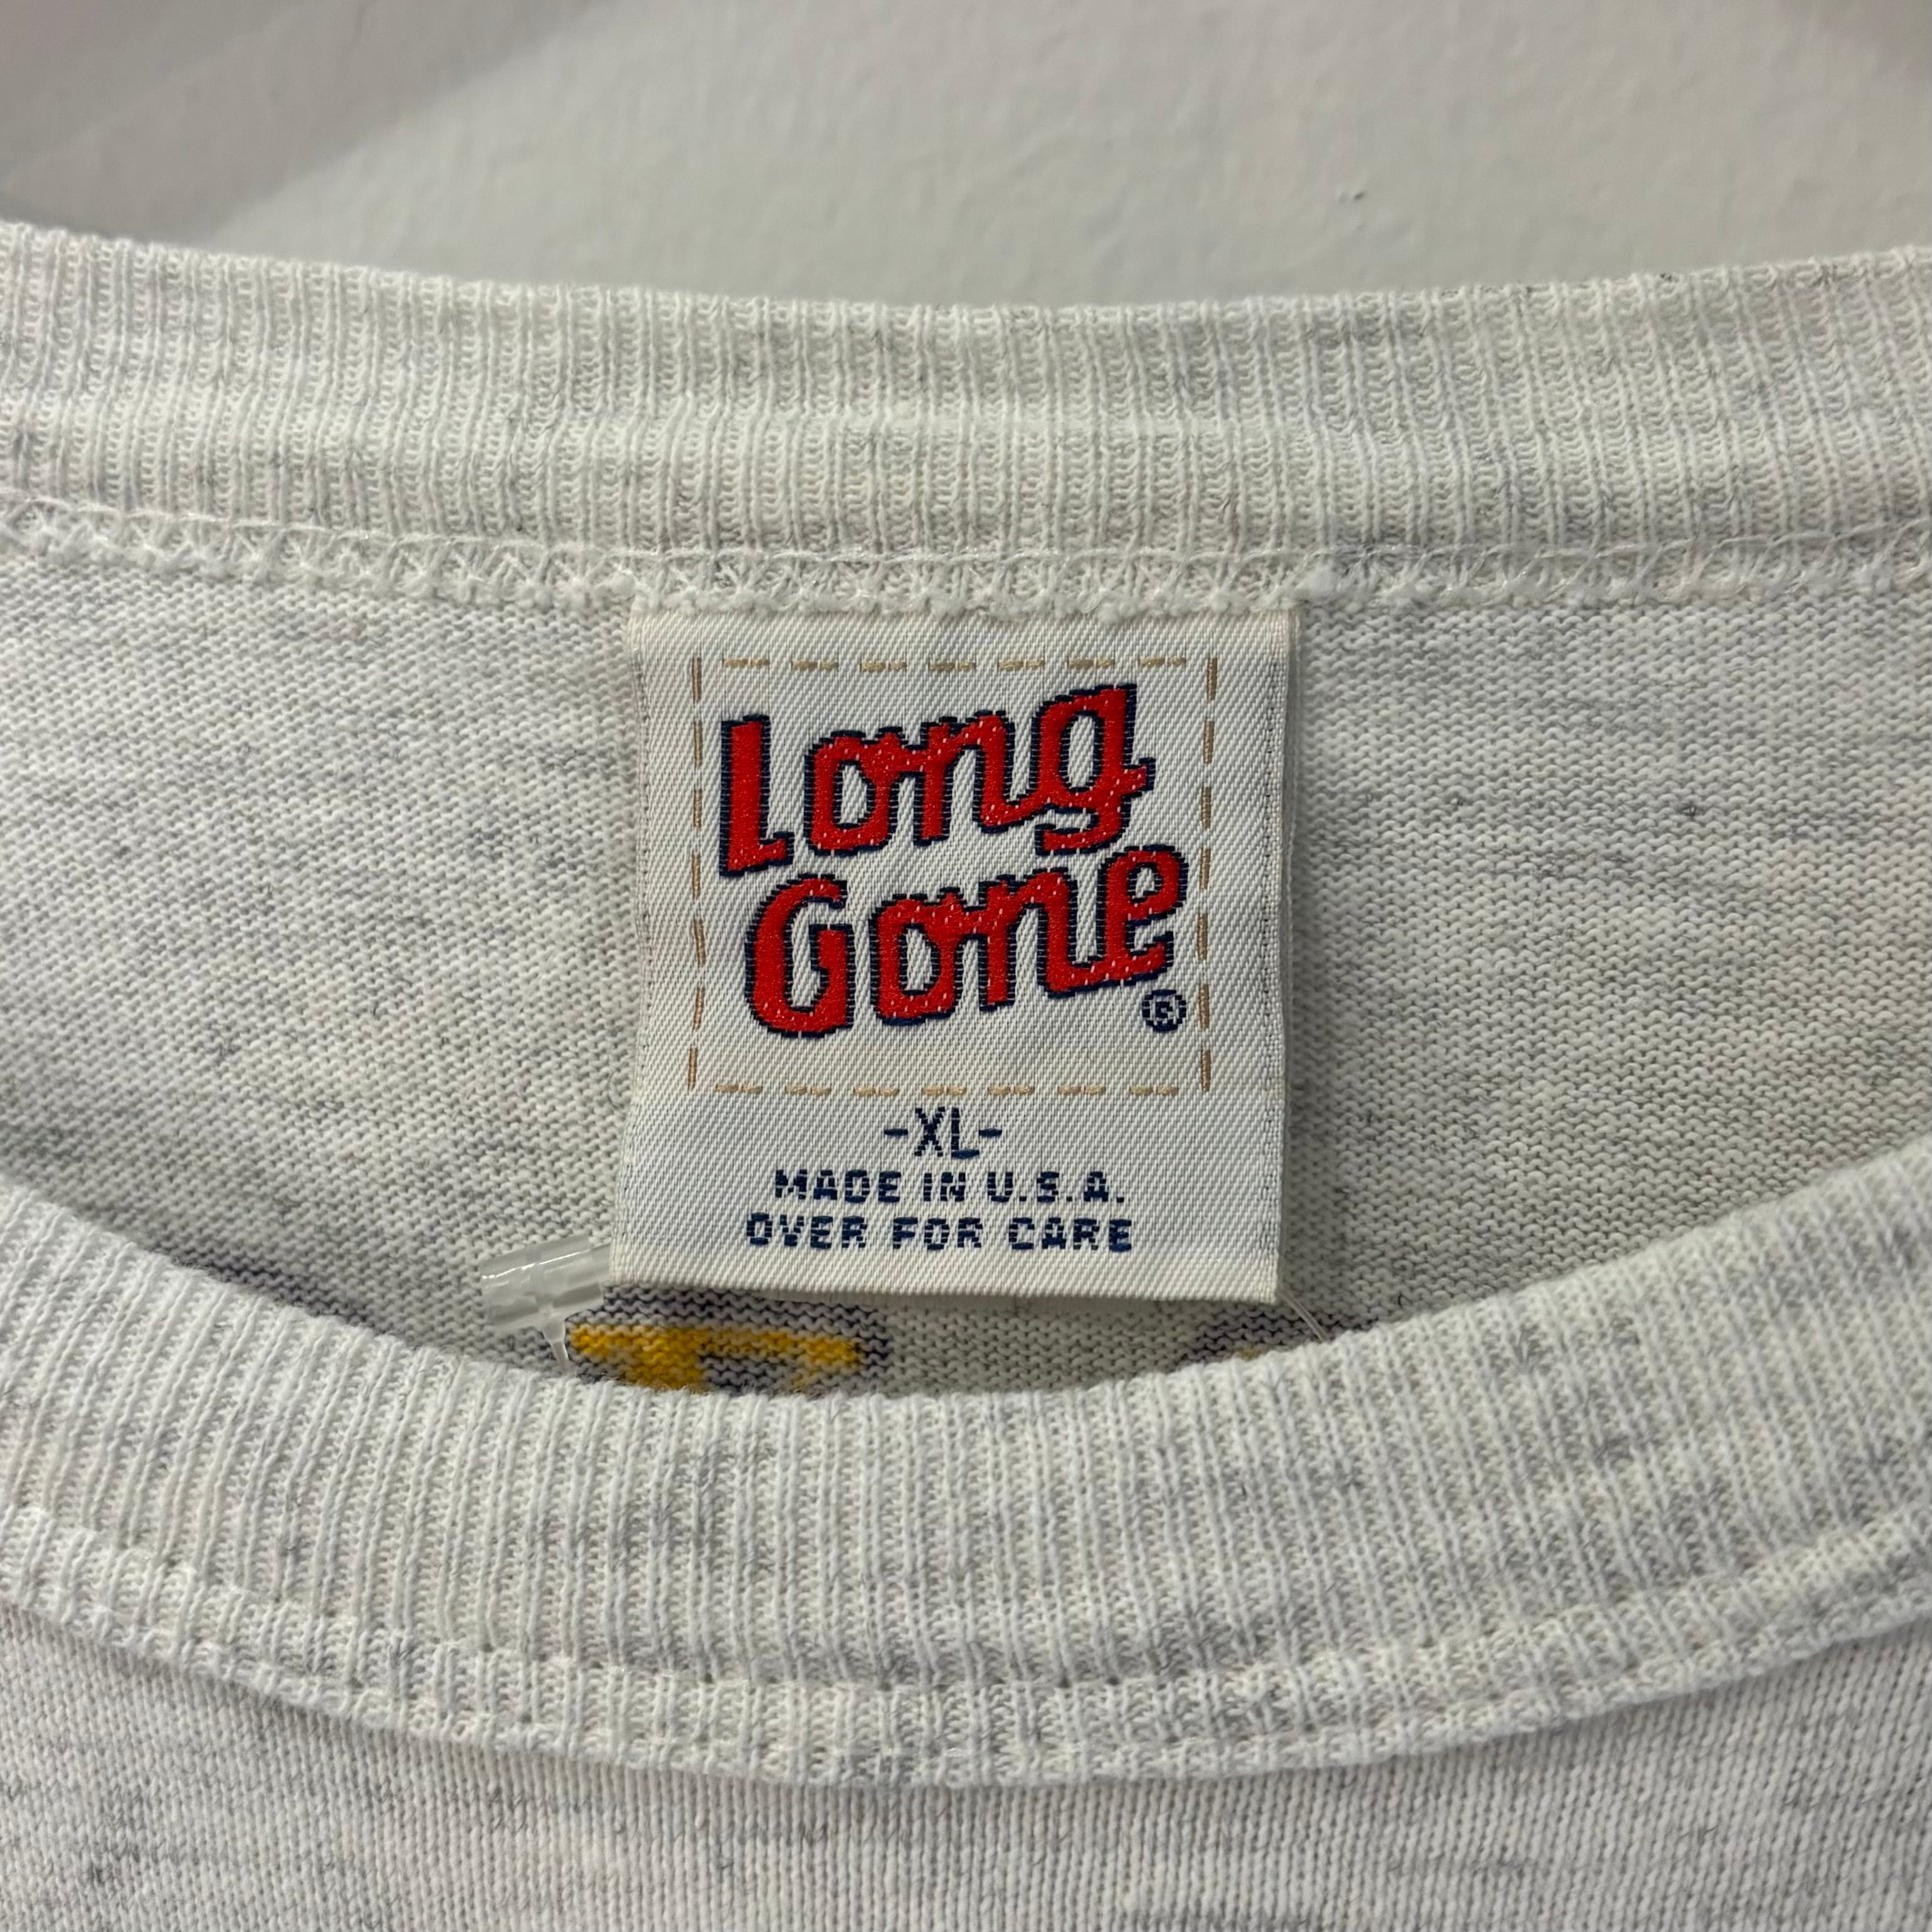 Long
Gone
®
-XL-
MADE IN U.S.A.
OVER FOR CARE